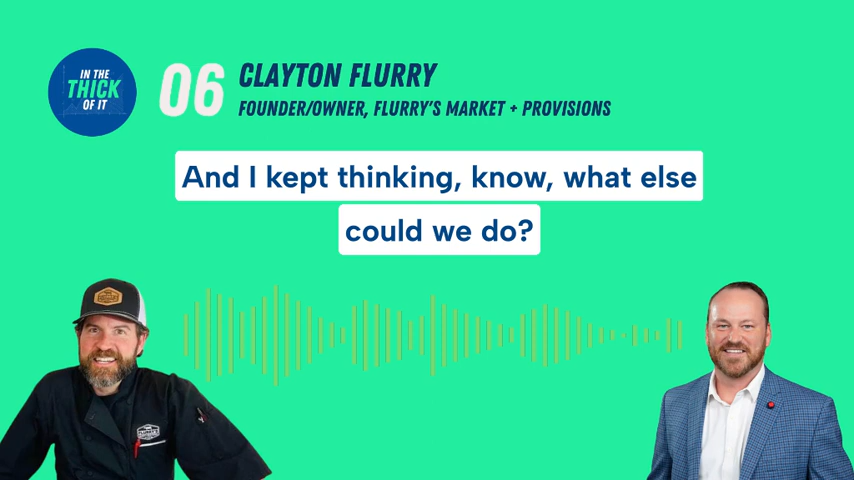 IN THE
THICK
OF IT
06
CLAYTON FLURRY
FOUNDER/OWNER, FLURRY'S MARKET + PROVISIONS
And I kept thinking, know, what else
could we do?